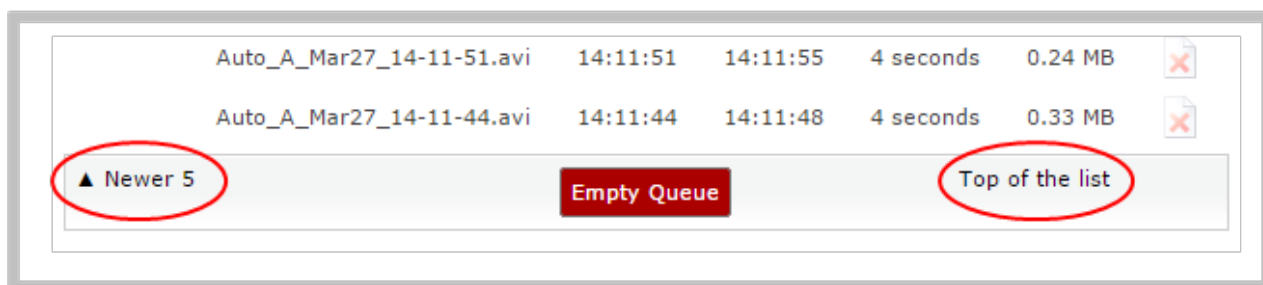 Auto_A_Mar27_14-11-51.avi 14:11:51 14:11:55 4 seconds 0.24 MB
Auto_A_Mar27_14-11-44.avi 14:11:44 14:11:48 4 seconds 0.33 MB
▲ Newer 5 Empty Queue Top of the list